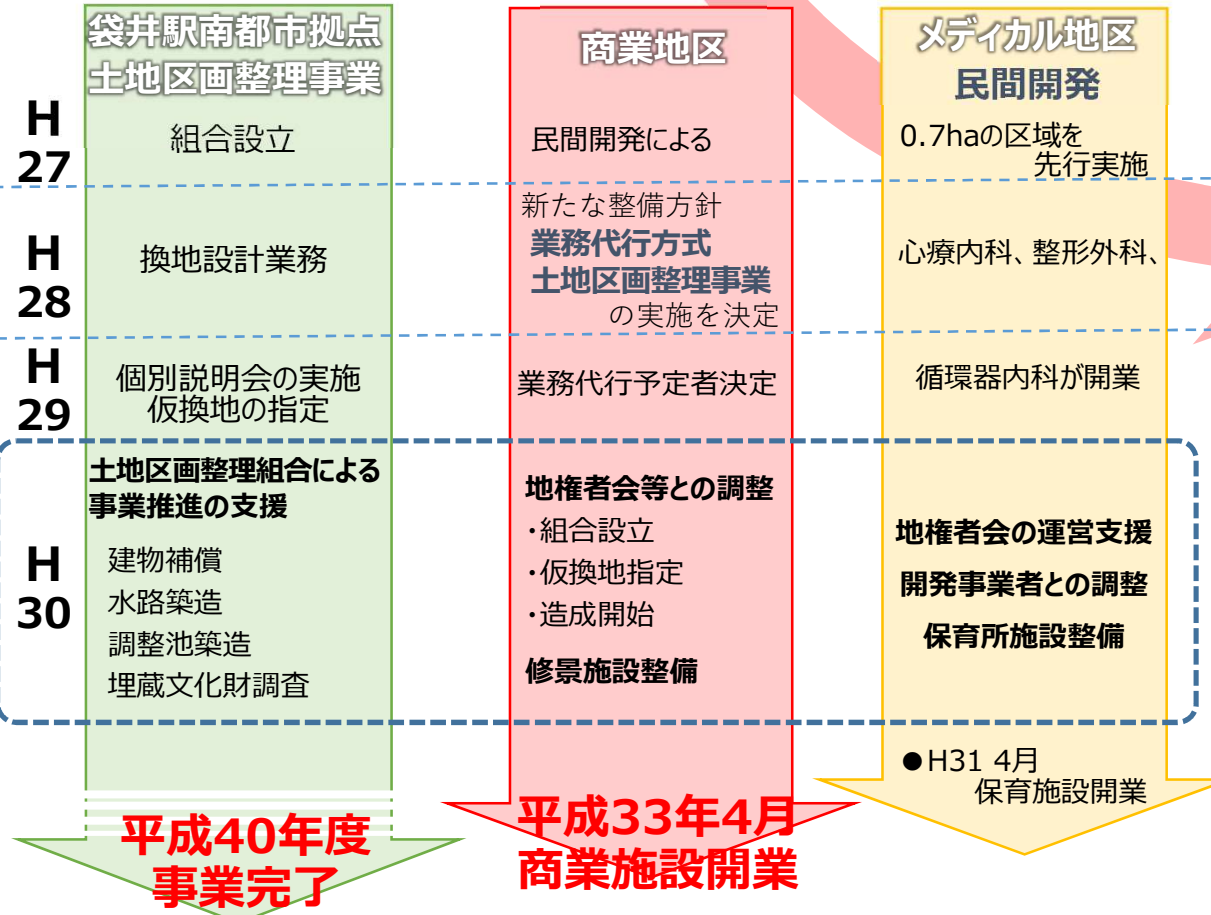 袋井駅南都市拠点
土地区画整理事業
商業地区
メディカル地区
民間開発
H
27
組合設立
民間開発による
0.7haの区域を
先行実施
H
28
換地設計業務
新たな整備方針
業務代行方式
土地区画整理事業
の実施を決定
心療内科、整形外科、
H
29
個別説明会の実施
仮換地の指定
業務代行予定者決定
循環器内科が開業
H
30
土地区画整理組合による
事業推進の支援
建物補償
水路築造
調整池築造
埋蔵文化財調査
地権者会等との調整
・組合設立
・仮換地指定
・造成開始
修景施設整備
地権者会の運営支援
開発事業者との調整
保育所施設整備
平成40年度
事業完了
平成33年4月
商業施設開業
●H31 4月
保育施設開業